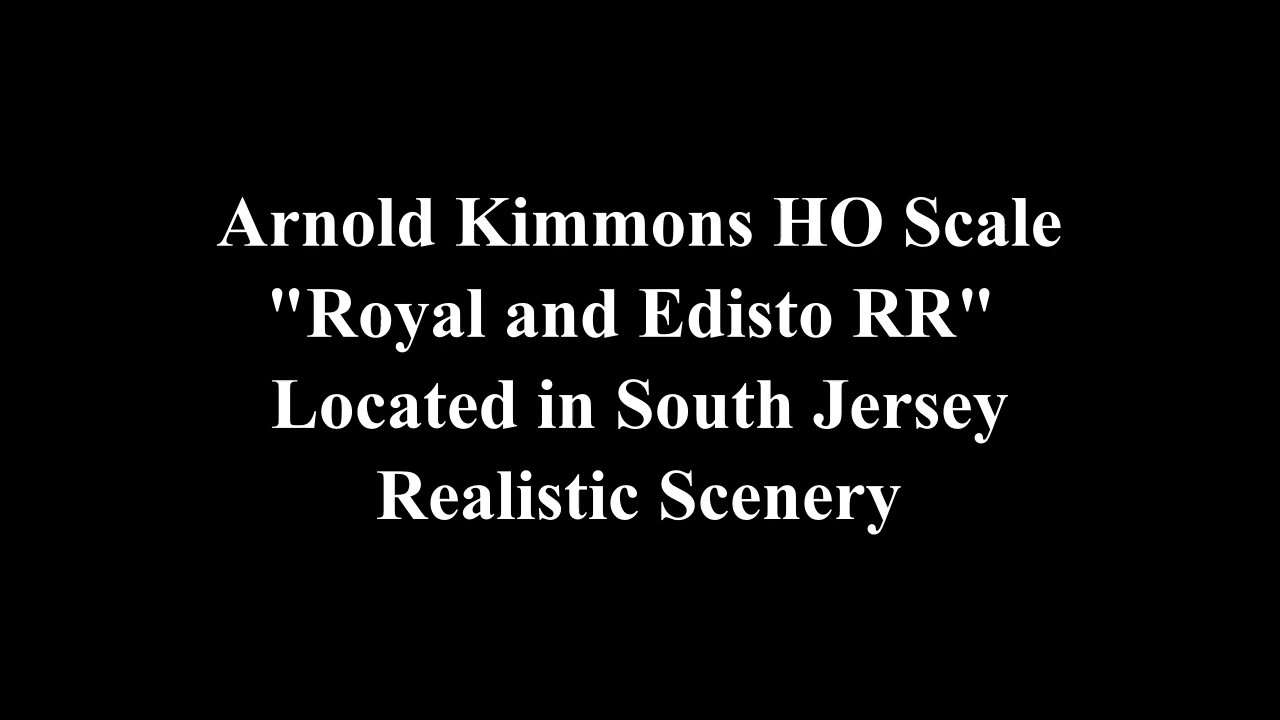 Arnold Kimmons HO Scale
"Royal and Edisto RR"
Located in South Jersey
Realistic Scenery